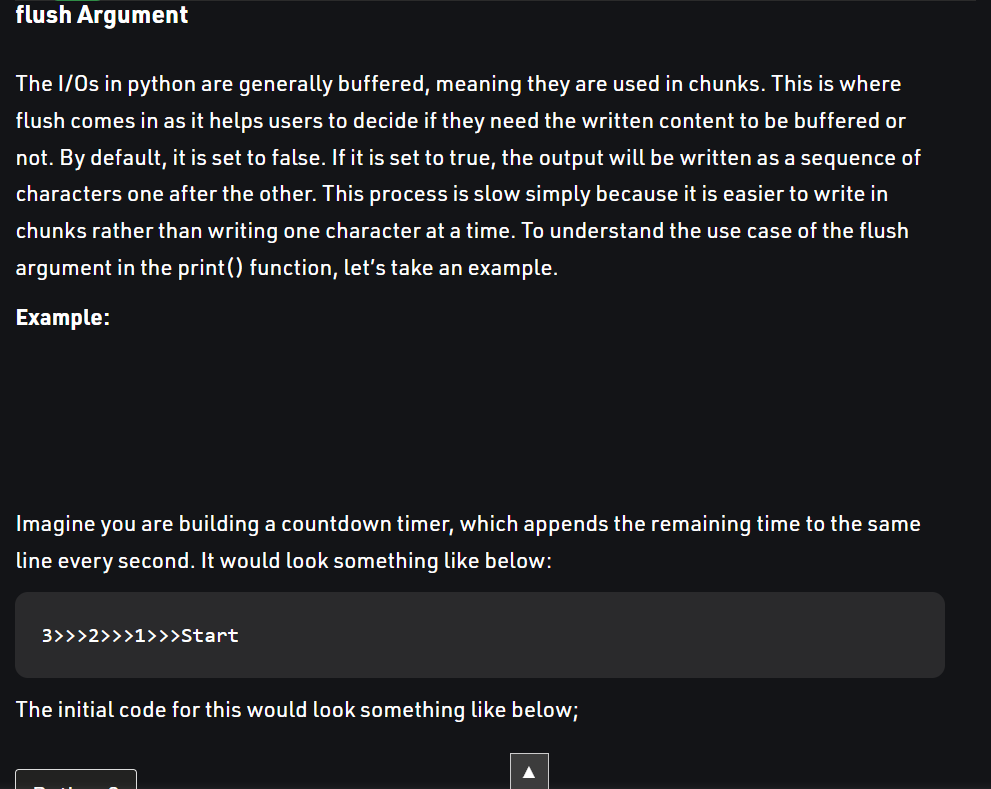 flush Argument
The I/Os in python are generally buffered, meaning they are used in chunks. This is where
flush comes in as it helps users to decide if they need the written content to be buffered or
not. By default, it is set to false. If it is set to true, the output will be written as a sequence of
characters one after the other. This process is slow simply because it is easier to write in
chunks rather than writing one character at a time. To understand the use case of the flush
argument in the print() function, let’s take an example.
Example:
Imagine you are building a countdown timer, which appends the remaining time to the same
line every second. It would look something like below:
3>>>2>>>1>>>Start
The initial code for this would look something like below;